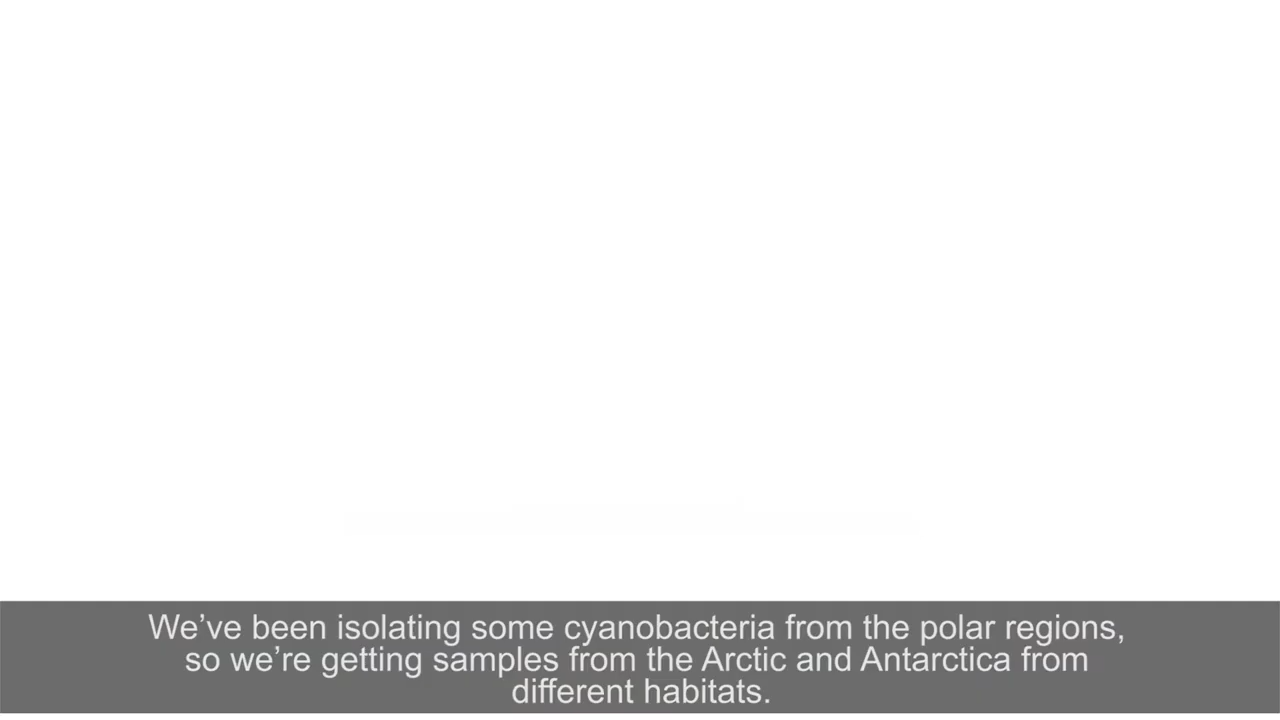 We’ve been isolating some cyanobacteria from the polar regions,
so we’re getting samples from the Arctic and Antarctica from
different habitats.